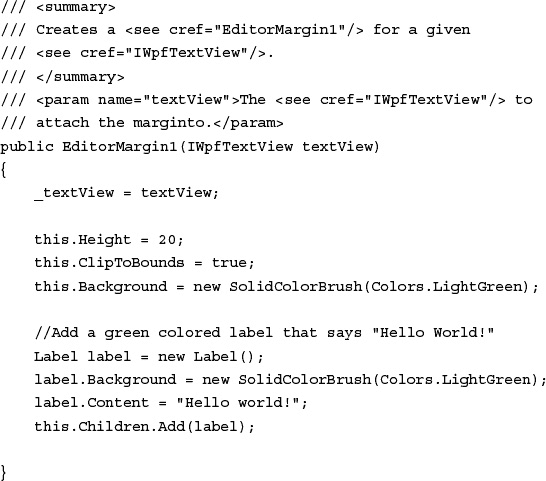 /// <summary>
/// Creates a <see cref="EditorMargin1"/> for a given
/// <see cref="IWpfTextView"/>.
/// </summary>
/// <param name="textView">The <see cref="IWpfTextView"/> to
/// attach the marginto.</param>
public EditorMargin1(IWpfTextView textView)
{
    _textView = textView;

    this.Height = 20;
    this.ClipToBounds = true;
    this.Background = new SolidColorBrush(Colors.LightGreen);

    //Add a green colored label that says "Hello World!"
    Label label = new Label();
    label.Background = new SolidColorBrush(Colors.LightGreen);
    label.Content = "Hello world!";
    this.Children.Add(label);

}